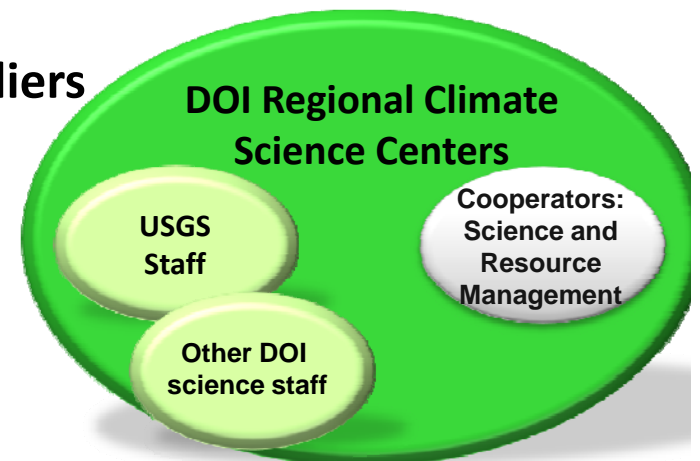 liers
DOI Regional Climate
Science Centers
USGS
Staff
Cooperators:
Science and
Resource
Management
Other DOI
science staff